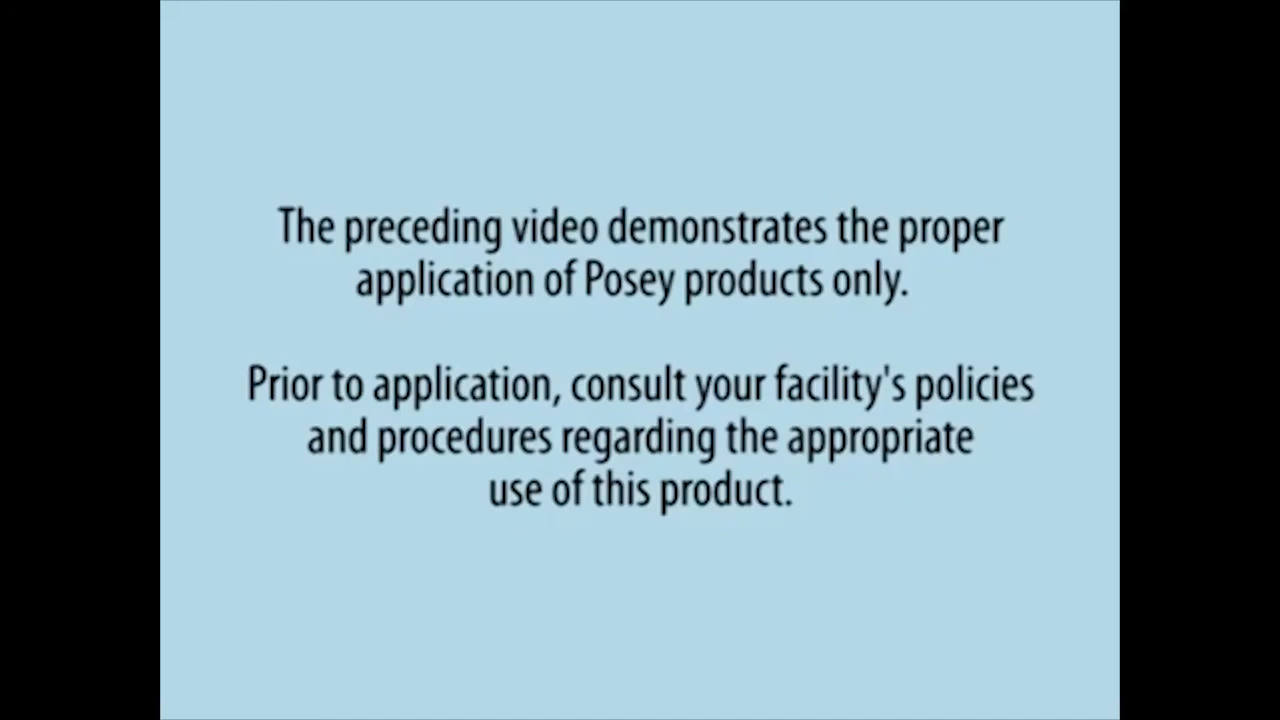 The preceding video demonstrates the proper
application of Posey products only.
Prior to application, consult your facility's policies
and procedures regarding the appropriate
use of this product.